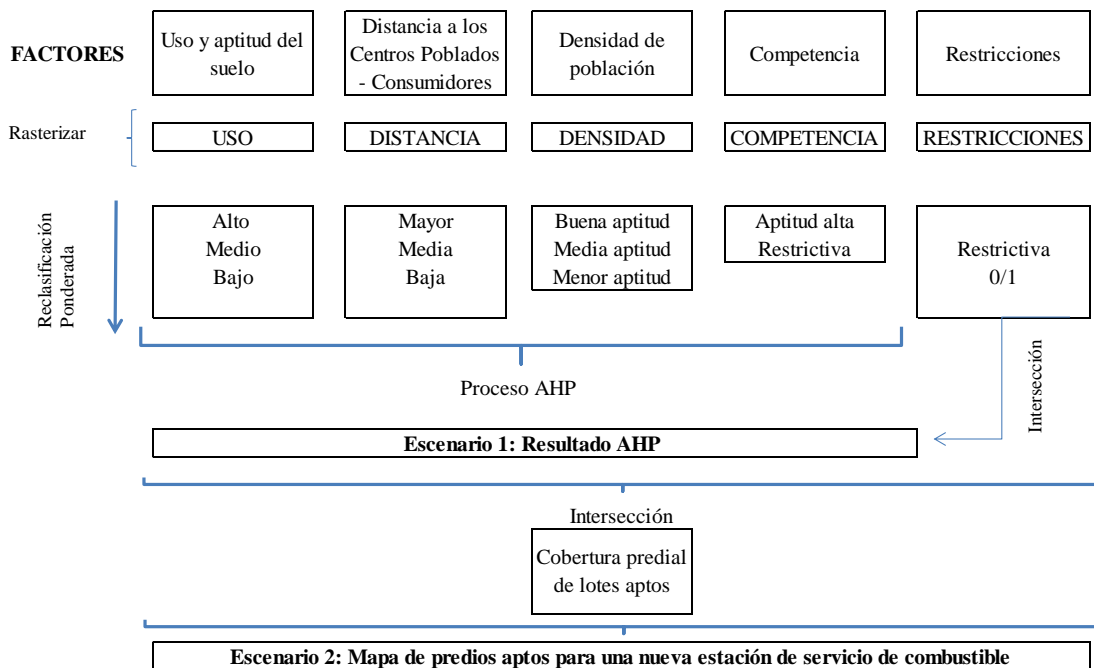 FACTORES
Uso y aptitud del
suelo
Distancia a los
Centros Poblados
- Consumidores
Densidad de
población
Competencia
Restricciones
Rasterizar
USO
DISTANCIA
DENSIDAD
COMPETENCIA
RESTRICCIONES
Reclasificación
Ponderada
Alto
Medio
Bajo
Mayor
Media
Baja
Buena aptitud
Media aptitud
Menor aptitud
Aptitud alta
Restrictiva
Restrictiva
0/1
Proceso AHP
Intersección
Escenario 1: Resultado AHP
Intersección
Cobertura predial
de lotes aptos
Escenario 2: Mapa de predios aptos para una nueva estación de servicio de combustible